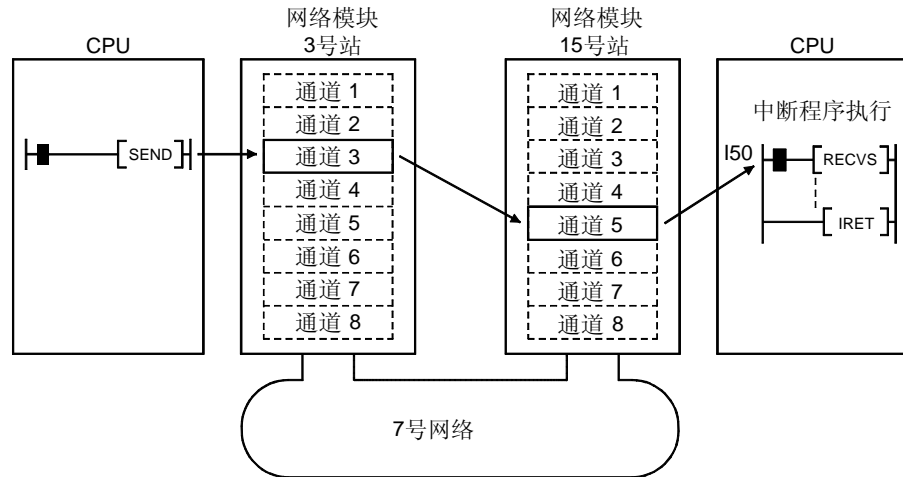 网络模块
3号站
网络模块
15号站
CPU
CPU
通道 1
通道 2
通道 3
通道 4
通道 5
通道 6
通道 7
通道 8
通道 1
通道 2
通道 3
通道 4
通道 5
通道 6
通道 7
通道 8
SEND
中断程序执行
I50
RECVS
IRET
7号网络